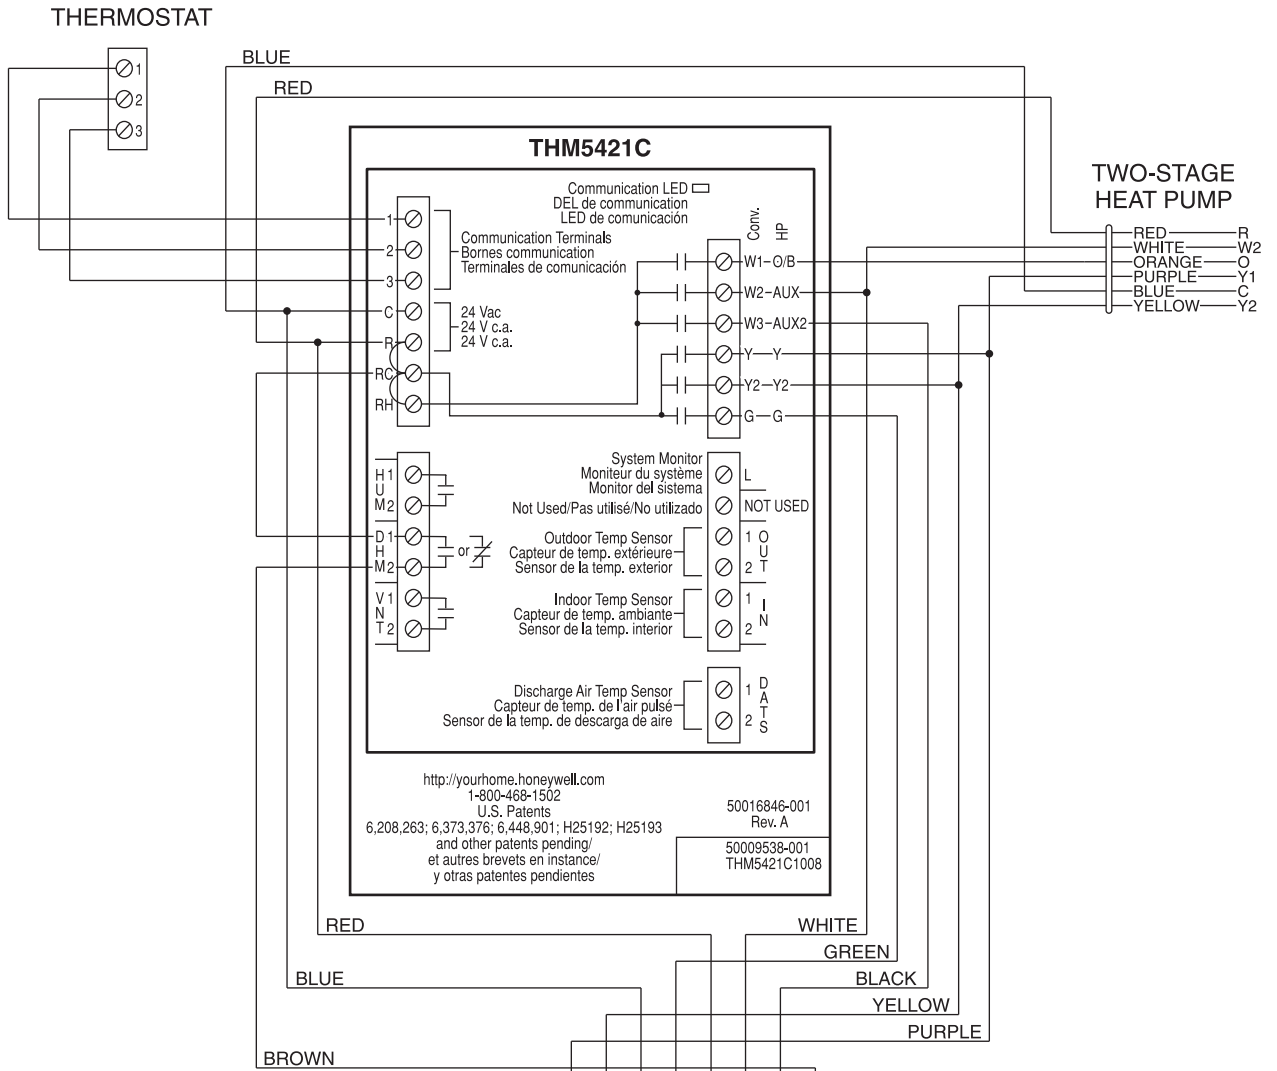 THERMOSTAT
1
2
3
BLUE
RED
THM5421C
TWO-STAGE
HEAT PUMP
RED R
WHITE W2
ORANGE O
PURPLE Y1
BLUE C
YELLOW Y2
Communication LED
DEL de communication
LED de comunicación
1
2
3
Communication Terminals
Bornes communication
Terminales de comunicación
C
R
24 Vac
24 V c.a.
24 V c.a.
RC
RH
Conv.
HP
W1-O/B
W2-AUX
W3-AUX2
Y Y
Y2-Y2
G G
HUM
1
2
DHM
1
2
or
VNT
1
2
System Monitor
Moniteur du système
Monitor del sistema
L
Not Used/Pas utilisé/No utilizado
NOT USED
Outdoor Temp Sensor
Capteur de temp. extérieure
Sensor de la temp. exterior
1
2
OUT
Indoor Temp Sensor
Capteur de temp. ambiante
Sensor de la temp. interior
1
2
IN
Discharge Air Temp Sensor
Capteur de temp. de l'air pulsé
Sensor de la temp. de descarga de aire
1
2
DATS
http://yourhome.honeywell.com
1-800-468-1502
U.S. Patents
6,208,263; 6,373,376; 6,448,901; H25192; H25193
and other patents pending/
et autres brevets en instance/
y otras patentes pendientes
50016846-001
Rev. A
50009538-001
THM5421C1008
RED
WHITE
GREEN
BLUE
BLACK
YELLOW
PURPLE
BROWN